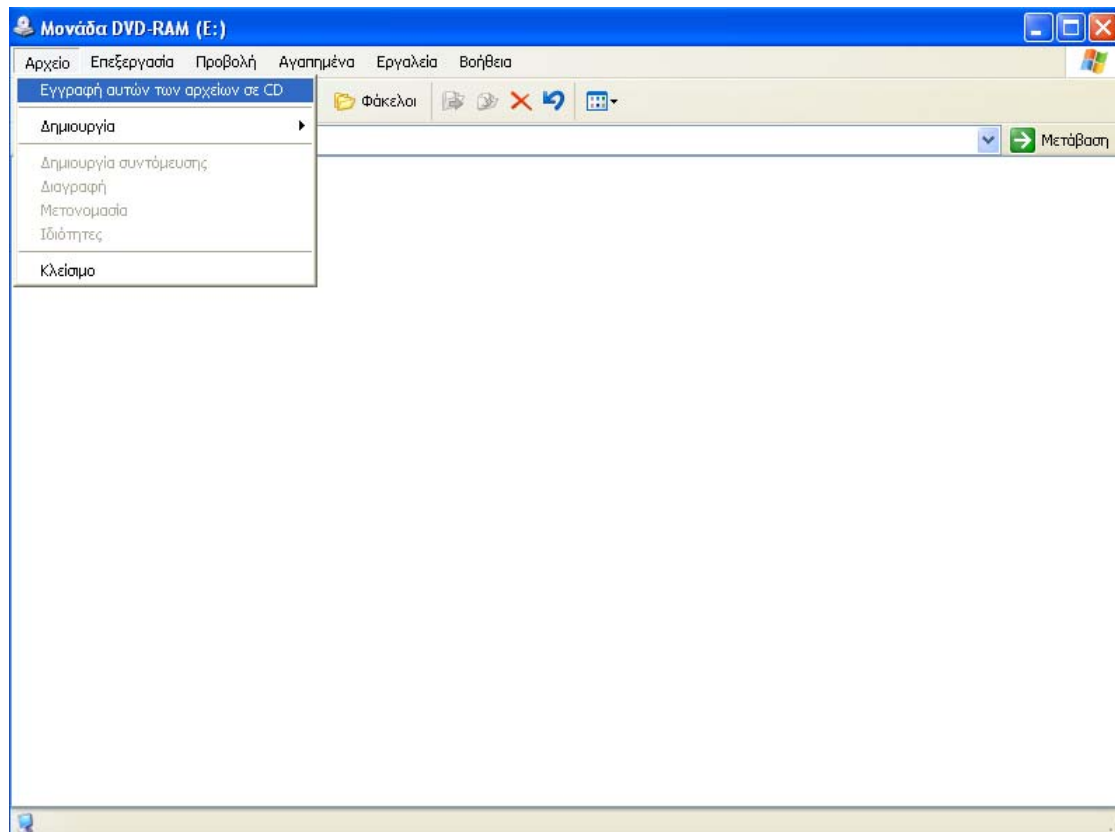 Μονάδα DVD-RAM (E:)
Αρχείο Επεξεργασία Προβολή Αγαπημένα Εργαλεία Βοήθεια
Εγγραφή αυτών των αρχείων σε CD
Φάκελοι
Δημιουργία
Μετάβαση
Δημιουργία συντόμευσης
Διαγραφή
Μετονομασία
Ιδιότητες
Κλείσιμο